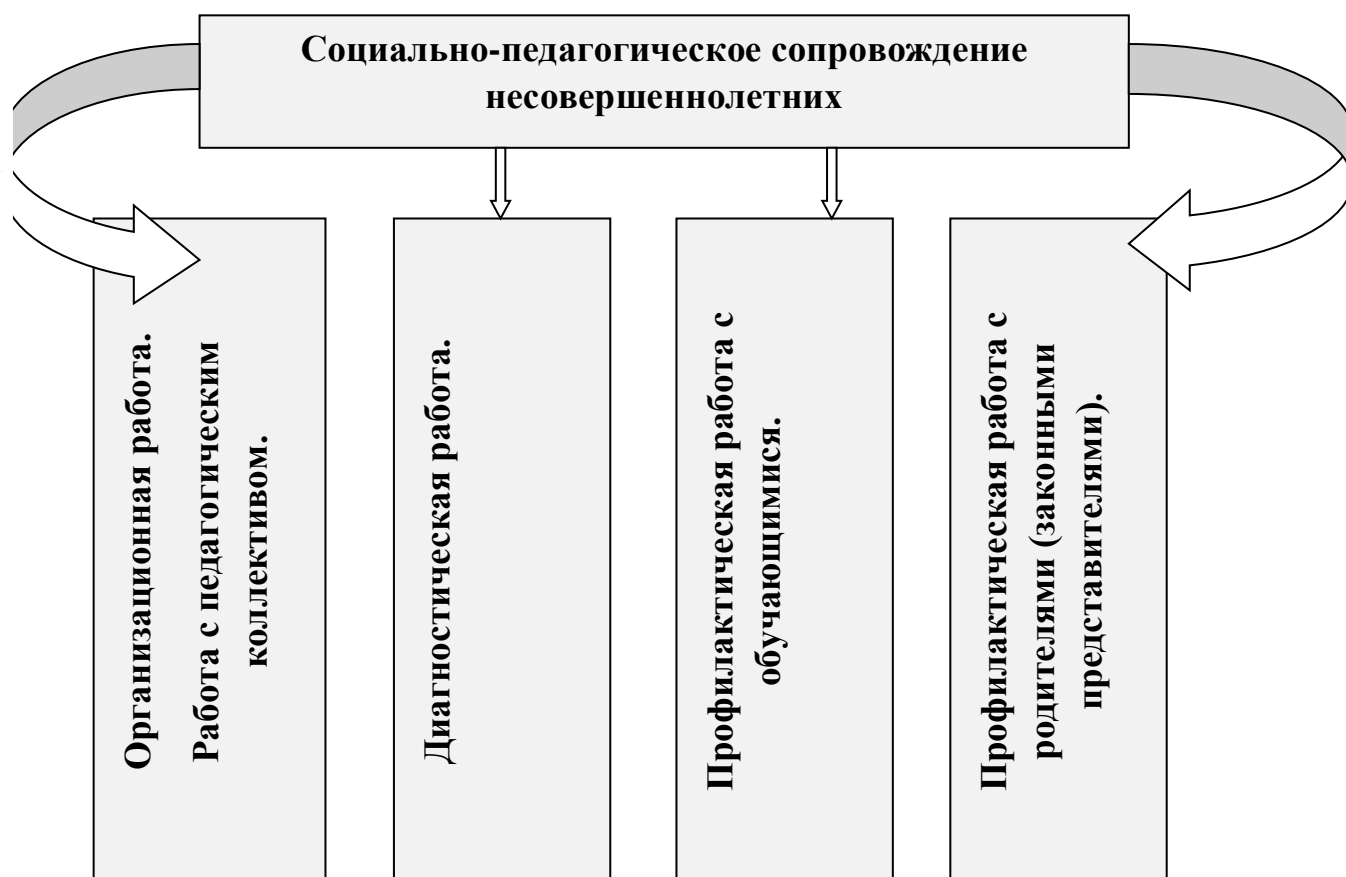 Социально-педагогическое сопровождение
несовершеннолетних
Организационная работа.
Работа с педагогическим
коллективом.
Диагностическая работа.
Профилактическая работа с
обучающимися.
Профилактическая работа с
родителями (законными
представителями).